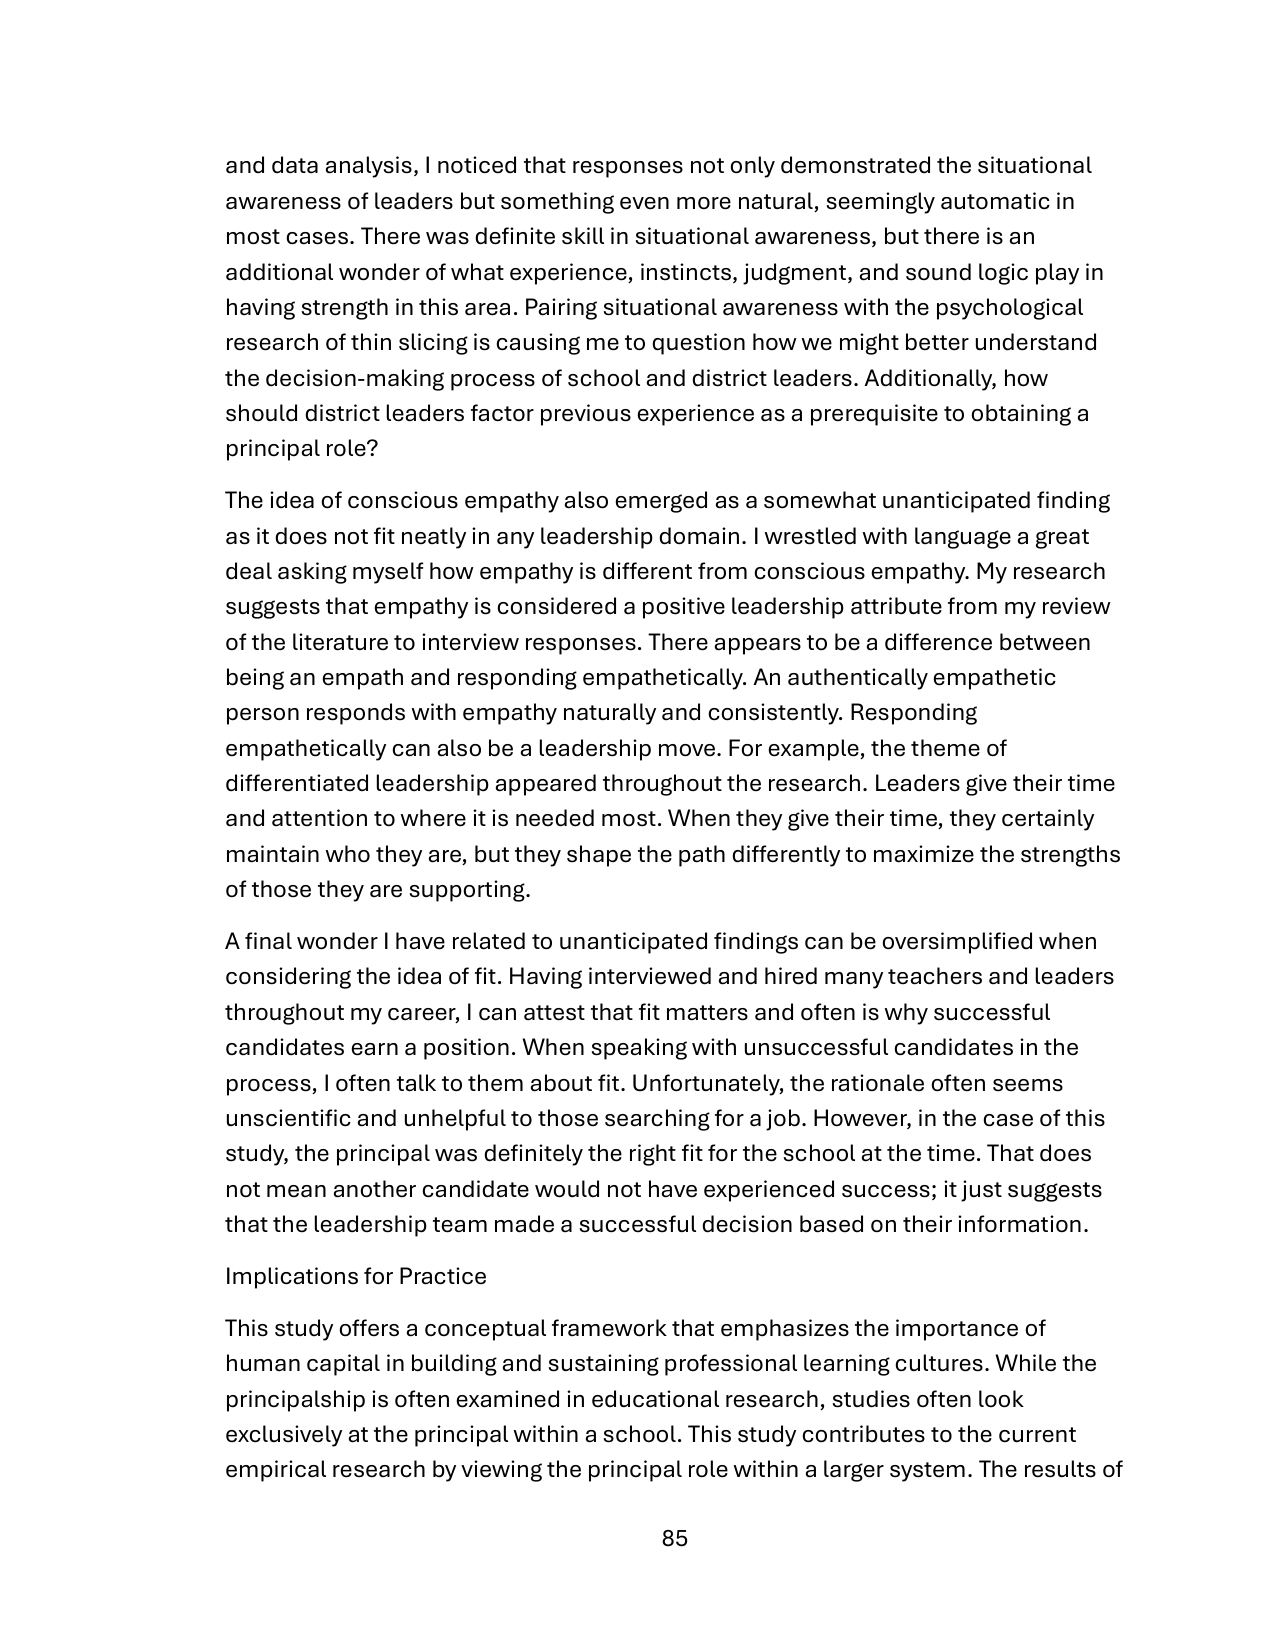 and data analysis, I noticed that responses not only demonstrated the situational
awareness of leaders but something even more natural, seemingly automatic in
most cases. There was definite skill in situational awareness, but there is an
additional wonder of what experience, instincts, judgment, and sound logic play in
having strength in this area. Pairing situational awareness with the psychological
research of thin slicing is causing me to question how we might better understand
the decision-making process of school and district leaders. Additionally, how
should district leaders factor previous experience as a prerequisite to obtaining a
principal role?
The idea of conscious empathy also emerged as a somewhat unanticipated finding
as it does not fit neatly in any leadership domain. I wrestled with language a great
deal asking myself how empathy is different from conscious empathy. My research
suggests that empathy is considered a positive leadership attribute from my review
of the literature to interview responses. There appears to be a difference between
being an empath and responding empathetically. An authentically empathetic
person responds with empathy naturally and consistently. Responding
empathetically can also be a leadership move. For example, the theme of
differentiated leadership appeared throughout the research. Leaders give their time
and attention to where it is needed most. When they give their time, they certainly
maintain who they are, but they shape the path differently to maximize the strengths
of those they are supporting.
A final wonder I have related to unanticipated findings can be oversimplified when
considering the idea of fit. Having interviewed and hired many teachers and leaders
throughout my career, I can attest that fit matters and often is why successful
candidates earn a position. When speaking with unsuccessful candidates in the
process, I often talk to them about fit. Unfortunately, the rationale often seems
unscientific and unhelpful to those searching for a job. However, in the case of this
study, the principal was definitely the right fit for the school at the time. That does
not mean another candidate would not have experienced success; it just suggests
that the leadership team made a successful decision based on their information.
Implications for Practice
This study offers a conceptual framework that emphasizes the importance of
human capital in building and sustaining professional learning cultures. While the
principalship is often examined in educational research, studies often look
exclusively at the principal within a school. This study contributes to the current
empirical research by viewing the principal role within a larger system. The results of
85